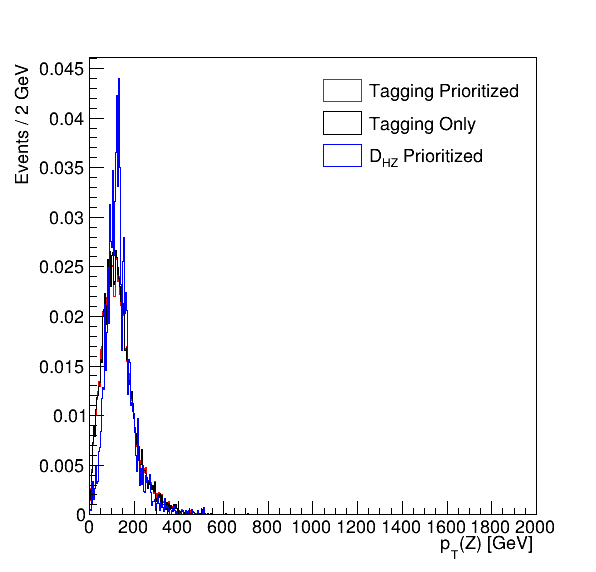 Events / 2 GeV
0.045
0.04
0.035
0.03
0.025
0.02
0.015
0.01
0.005
0
Tagging Prioritized
Tagging Only
D_HZ Prioritized
0 200 400 600 800 1000 1200 1400 1600 1800 2000
p_T(Z) [GeV]